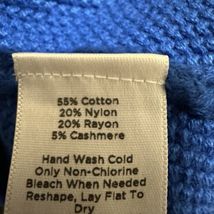 55% Cotton
20% Nylon
20% Rayon
5% Cashmere
Hand Wash Cold
Only Non-Chlorine
Bleach When Needed
Reshape, Lay Flat To
Dry